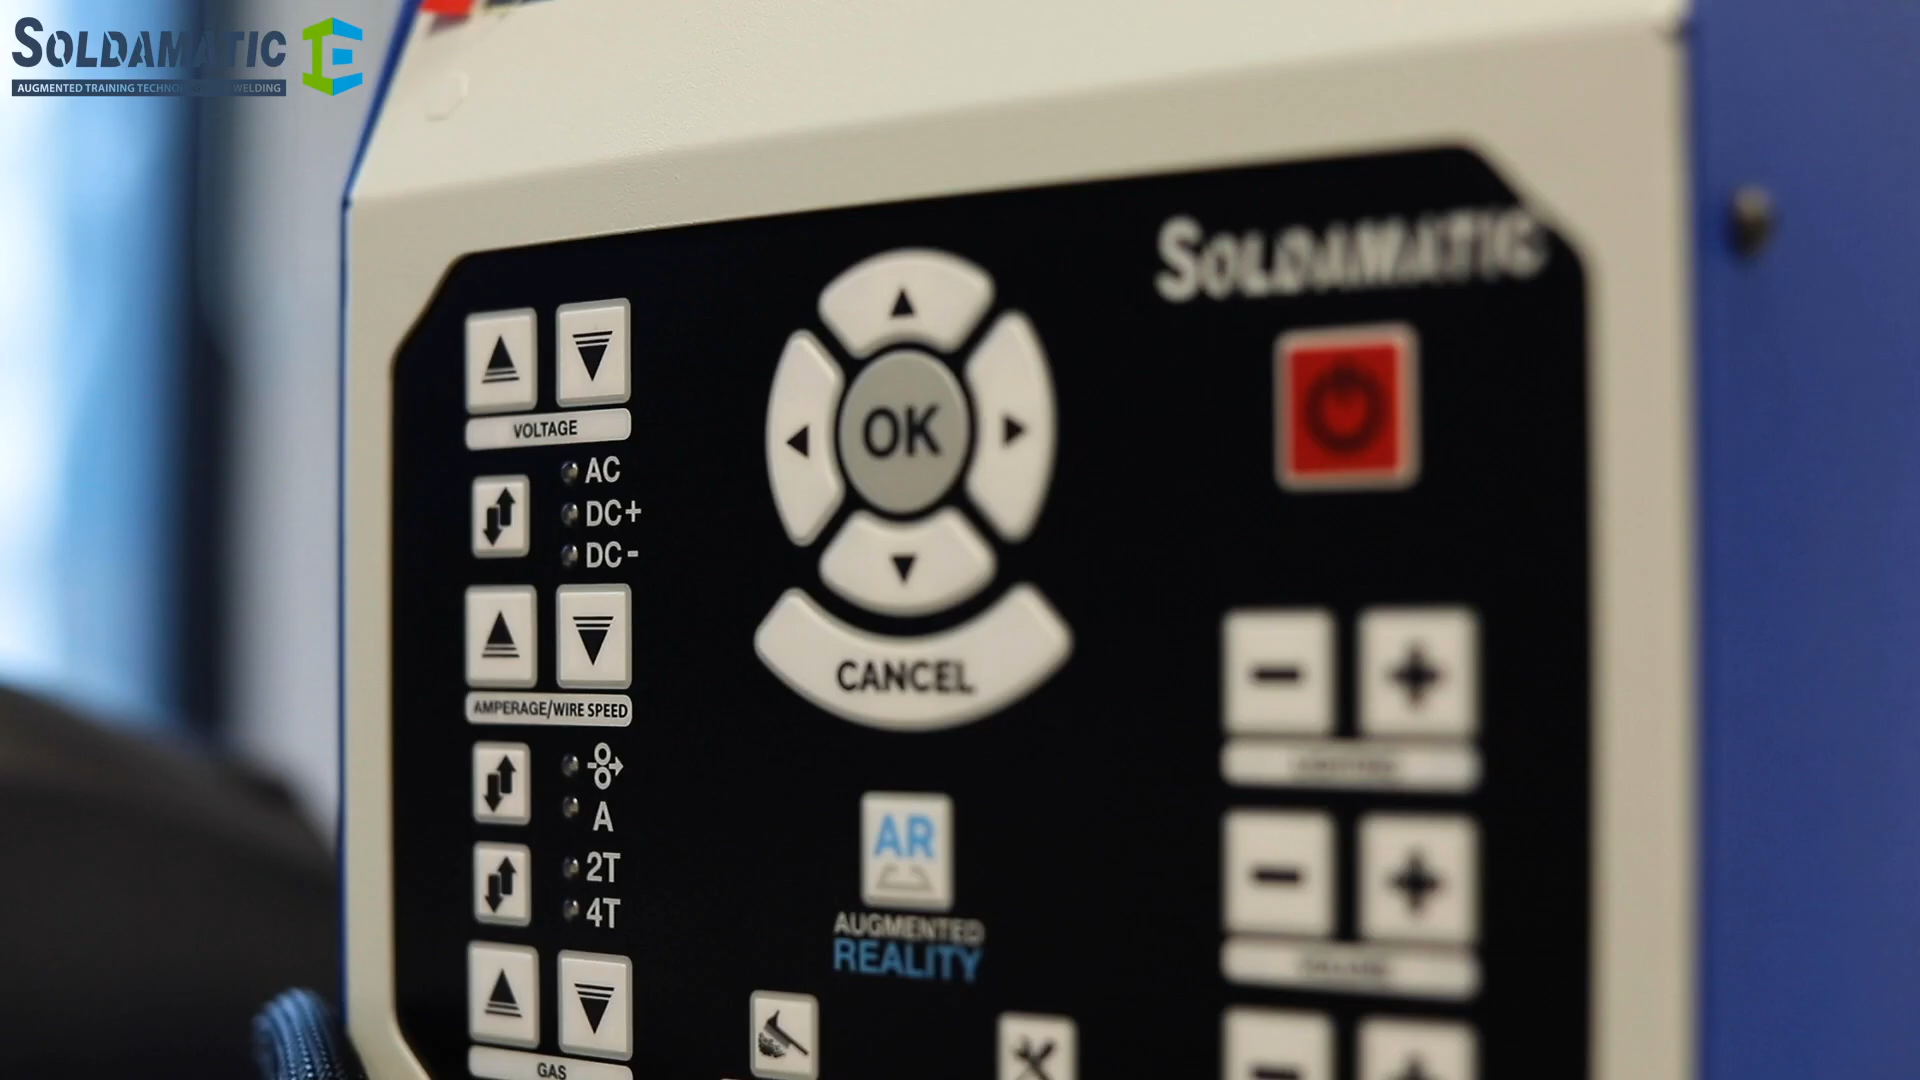 SOLDAMATIC
AUGMENTED TRAINING TECHNOLOGY WELDING
SOLDAMATIC
VOLTAGE
AC
DC+
DC-
OK
CANCEL
AMPERAGE/WIRE SPEED
A
2T
4T
AR
AUGMENTED
REALITY
GAS